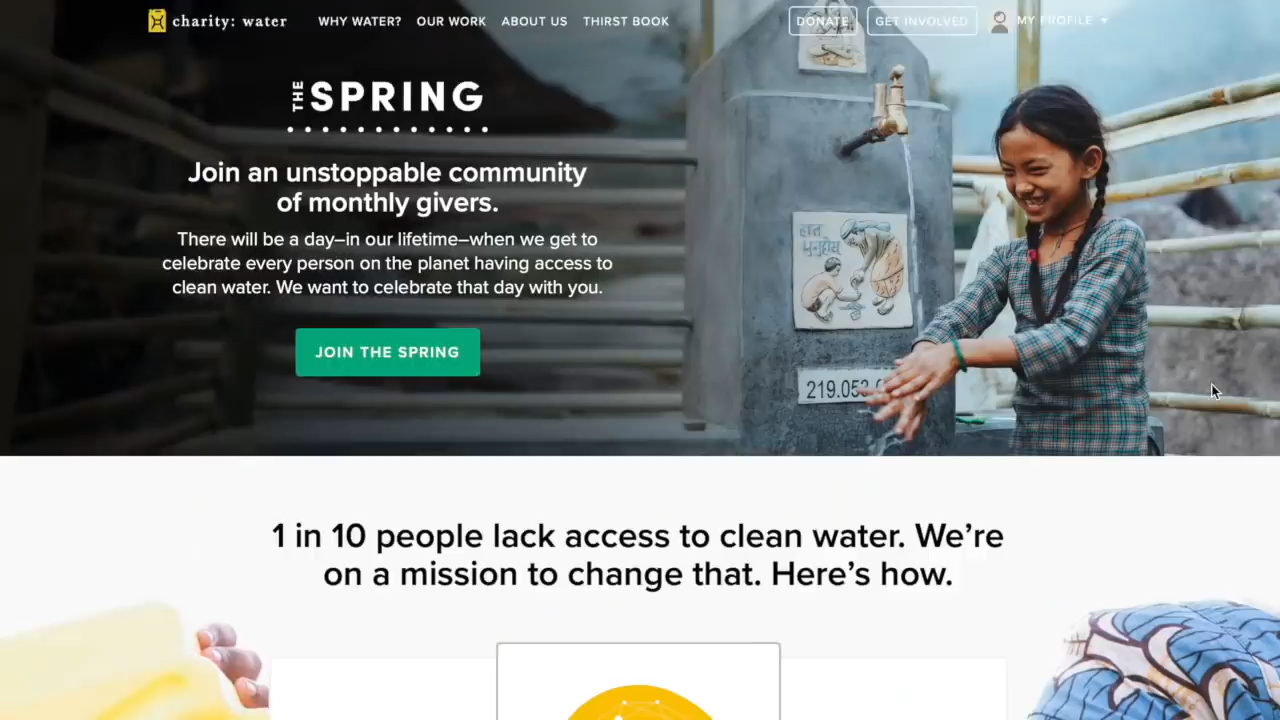 charity: water
WHY WATER?
OUR WORK
ABOUT US
THIRST BOOK
DONATE
GET INVOLVED
MY PROFILE
THE SPRING
Join an unstoppable community
of monthly givers.
There will be a day–in our lifetime–when we get to
celebrate every person on the planet having access to
clean water. We want to celebrate that day with you.
JOIN THE SPRING
हात
धुनुहोस्
219.053
1 in 10 people lack access to clean water. We’re
on a mission to change that. Here’s how.